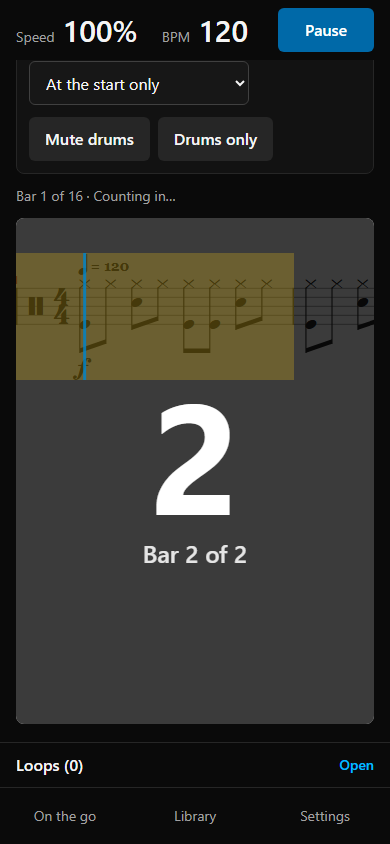 Speed 100% BPM 120 Pause
At the start only
Mute drums Drums only
Bar 1 of 16 · Counting in...
= 120
4
4
f
2
Bar 2 of 2
Loops (0) Open
On the go Library Settings